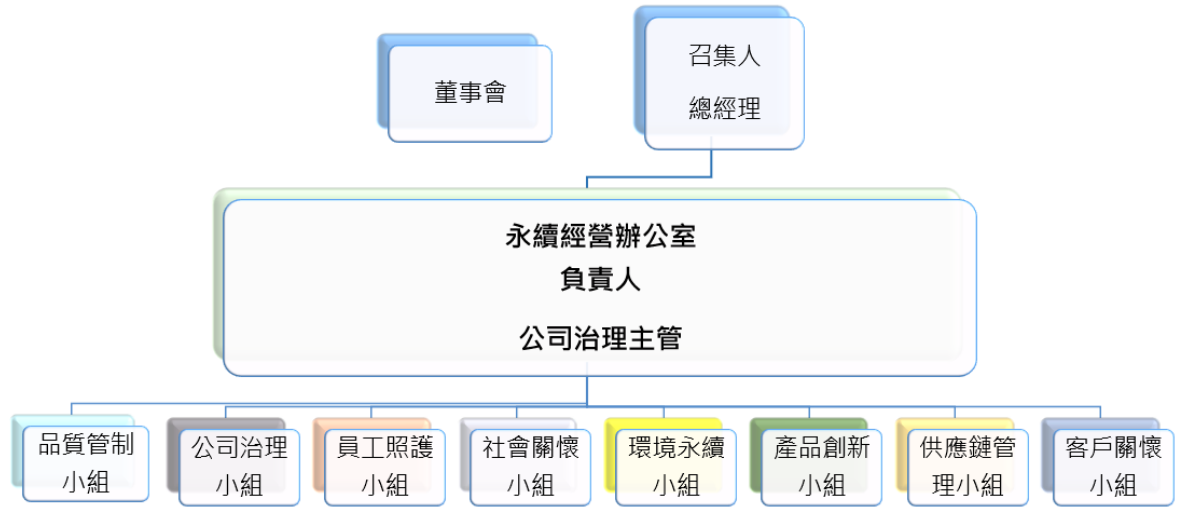 董事會
召集人
總經理
永續經營辦公室
負責人
公司治理主管
品質管制
小組
公司治理
小組
員工照護
小組
社會關懷
小組
環境永續
小組
產品創新
小組
供應鏈管
理小組
客戶關懷
小組